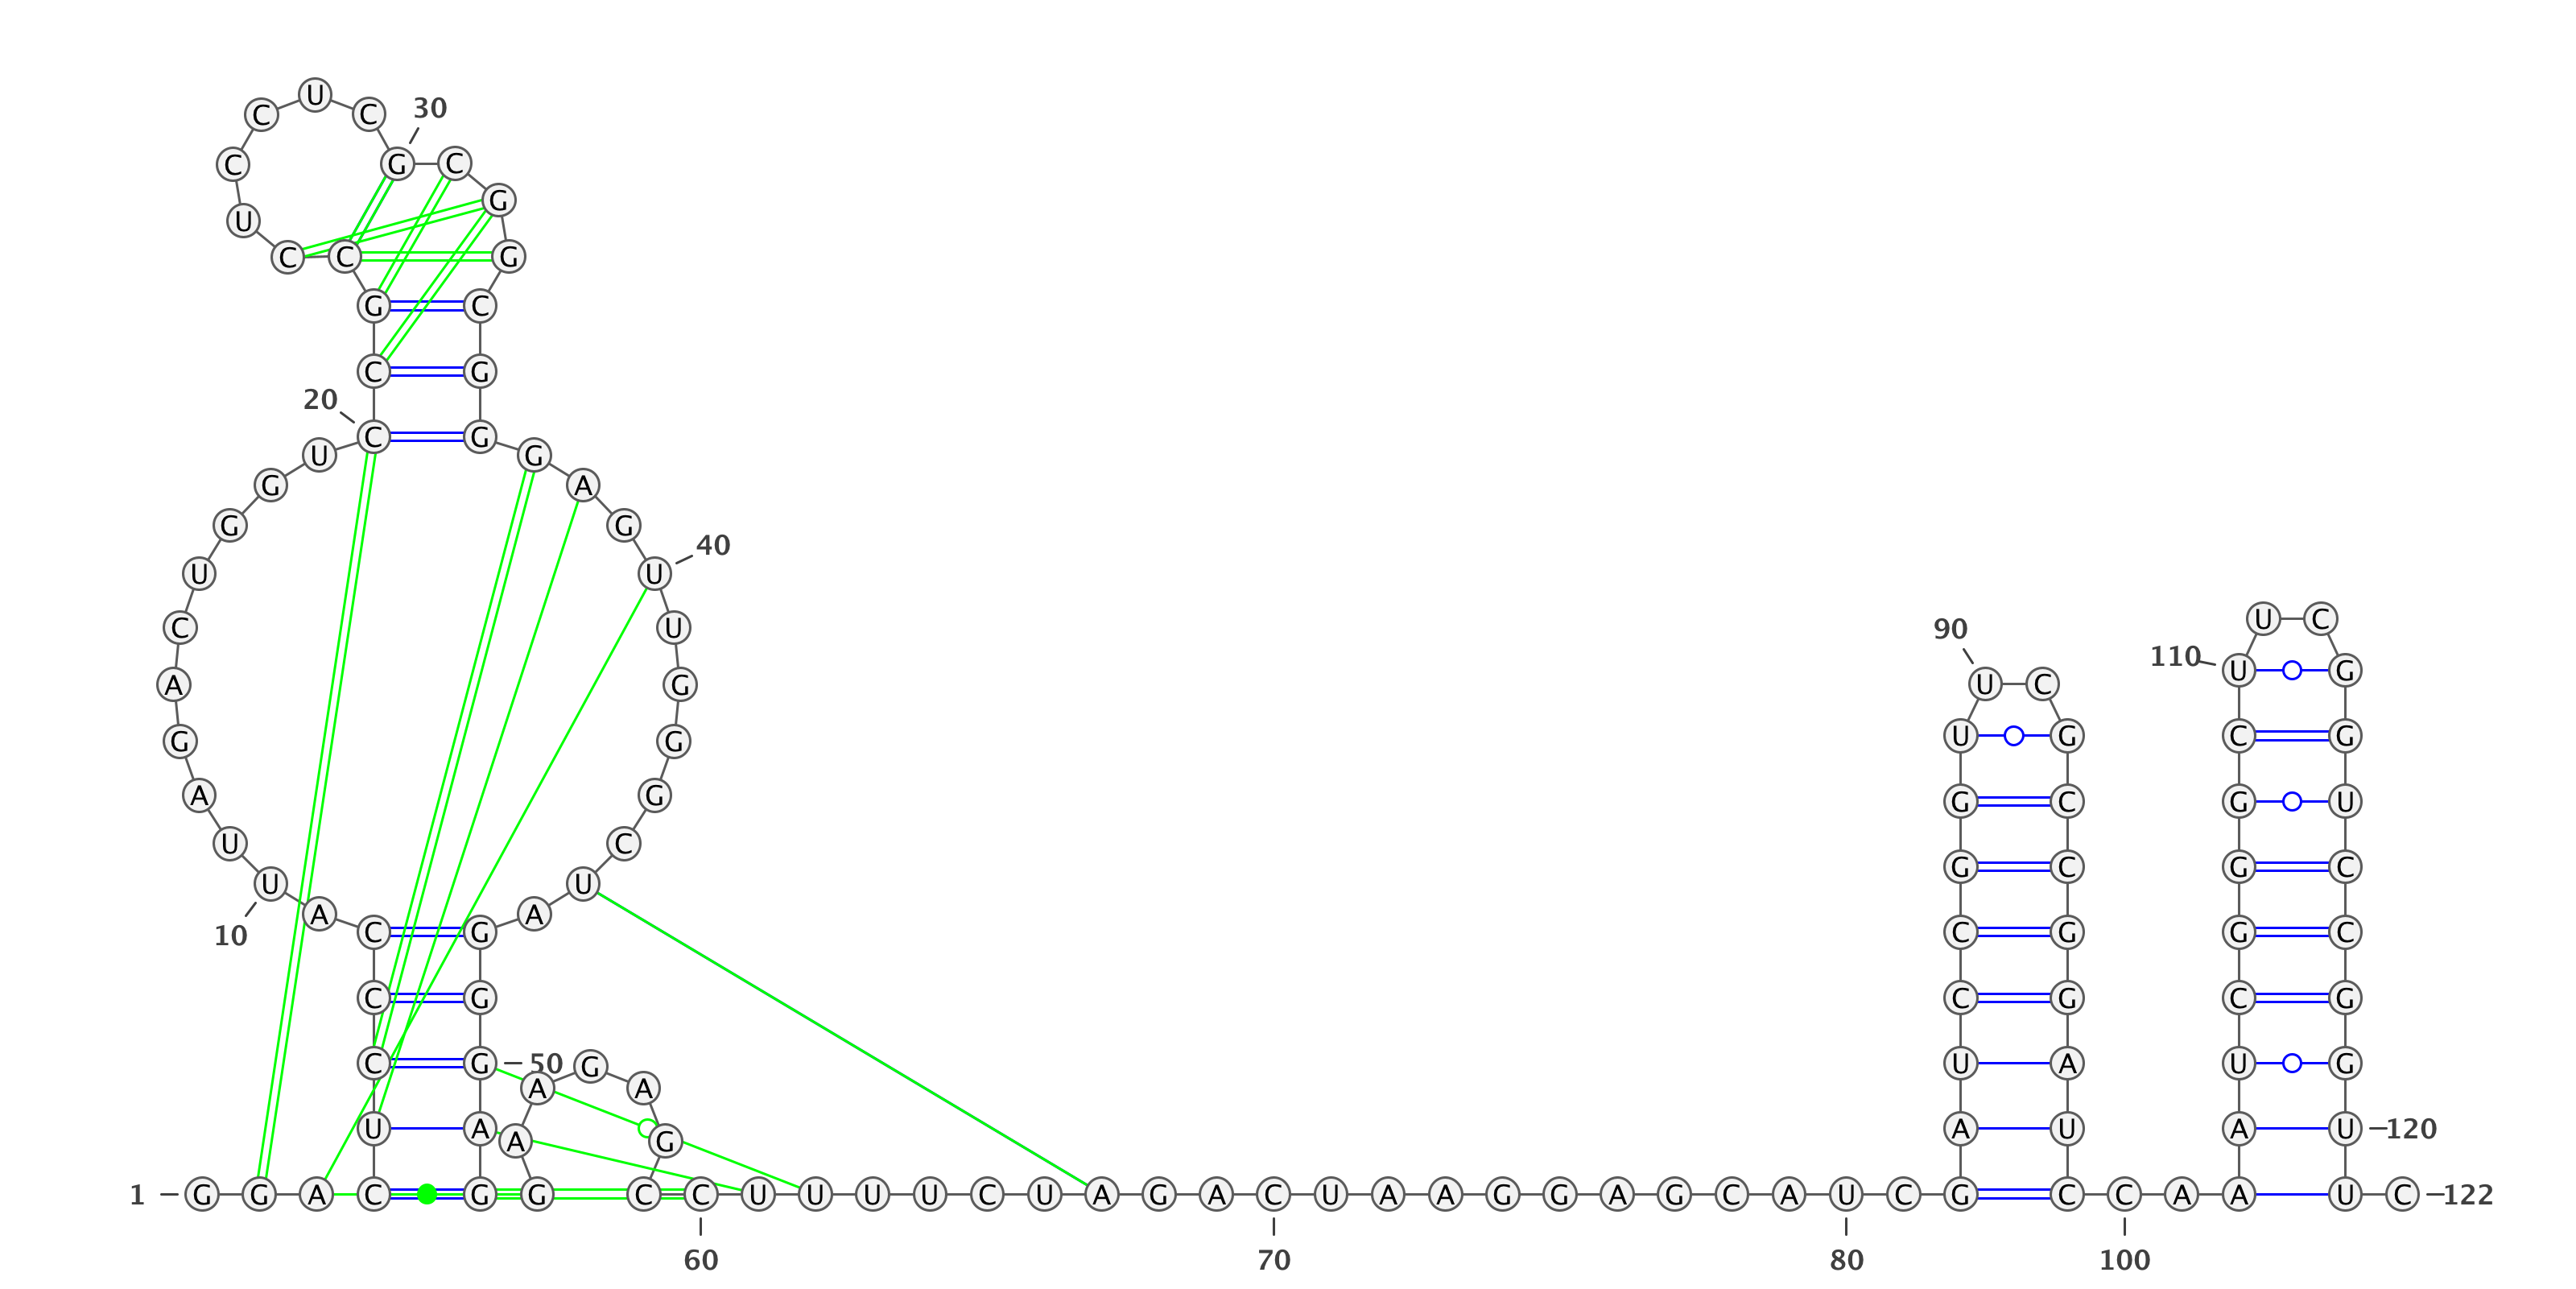 U
C C 30
C G C
U G
C C G
G C
C G
20
C G
U G
G A
G G
40
U U
U C
C U 90
110
U G
A G U C
G G U G C G
A G G C G U
U C
G C G C
U U
A A
C G C G G C
10
C G C G C G
C G 50 G U A U G
A A
U A A U A U 120
A G
1 G G A C G G C C U U U U C U A G A C U A A G G A G C A U C G C C A A U C 122
60 70 80 100